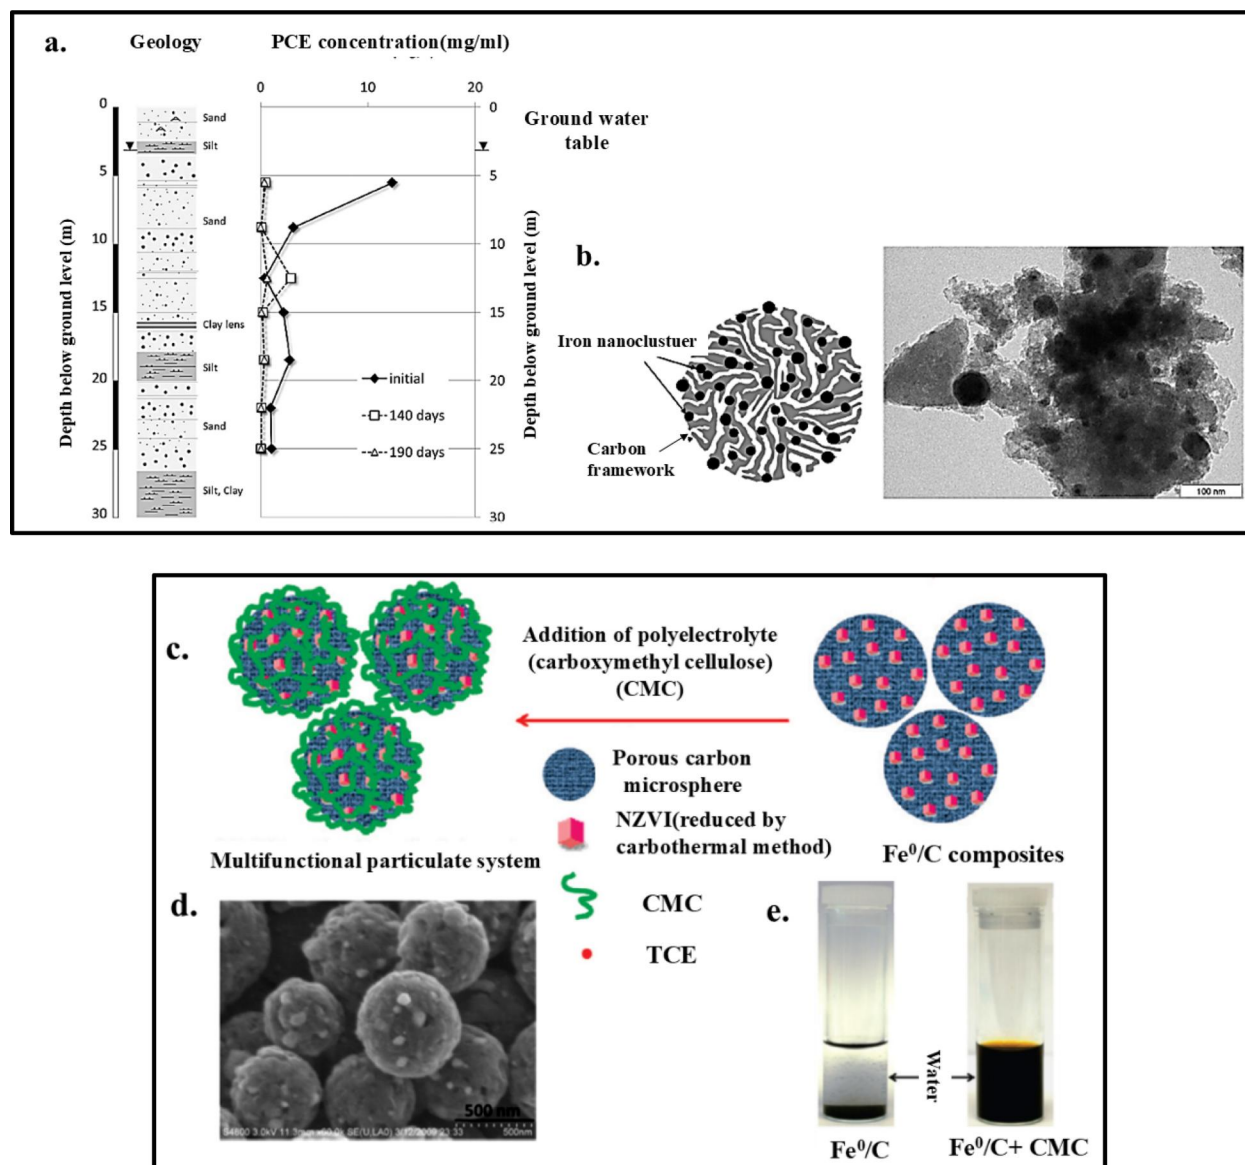 a.
Geology
PCE concentration(mg/ml)
0
10
20
0
5
10
15
20
25
30
Depth below ground level (m)
Sand
Silt
Sand
Clay lens
Silt
Sand
Silt, Clay
initial
140 days
190 days
0
5
10
15
20
25
30
Depth below ground level (m)
Ground water
table
b.
Iron nanoclustuer
Carbon
framework
100 nm
c.
Addition of polyelectrolyte
(carboxymethyl cellulose)
(CMC)
Porous carbon
microsphere
NZVI(reduced by
carbothermal method)
CMC
TCE
Multifunctional particulate system
Fe⁰/C composites
d.
500 nm
500nm
e.
Water
Fe⁰/C
Fe⁰/C+ CMC